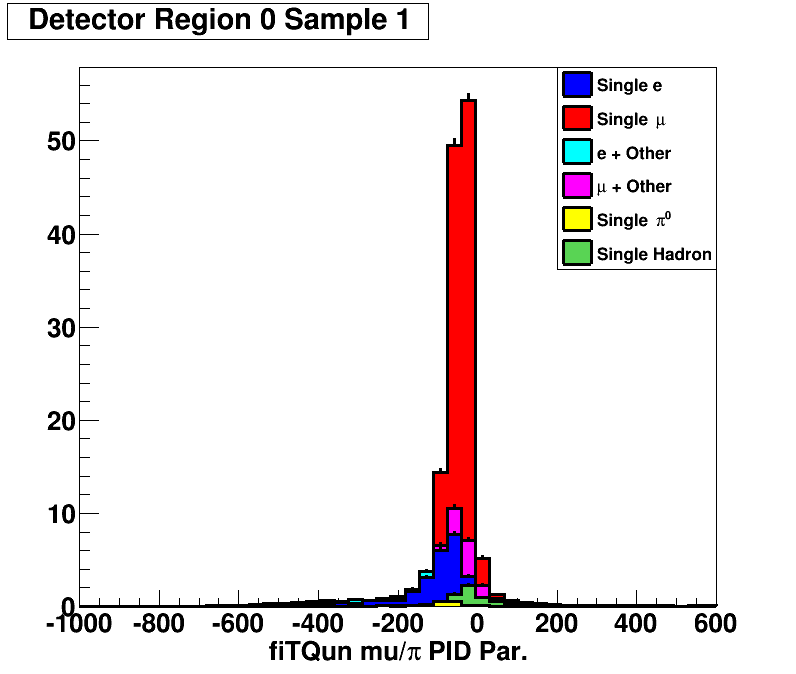 Detector Region 0 Sample 1
Single e
Single μ
e + Other
μ + Other
Single π⁰
Single Hadron
50
40
30
20
10
0
-1000 -800 -600 -400 -200 0 200 400 600
fiTQun mu/π PID Par.